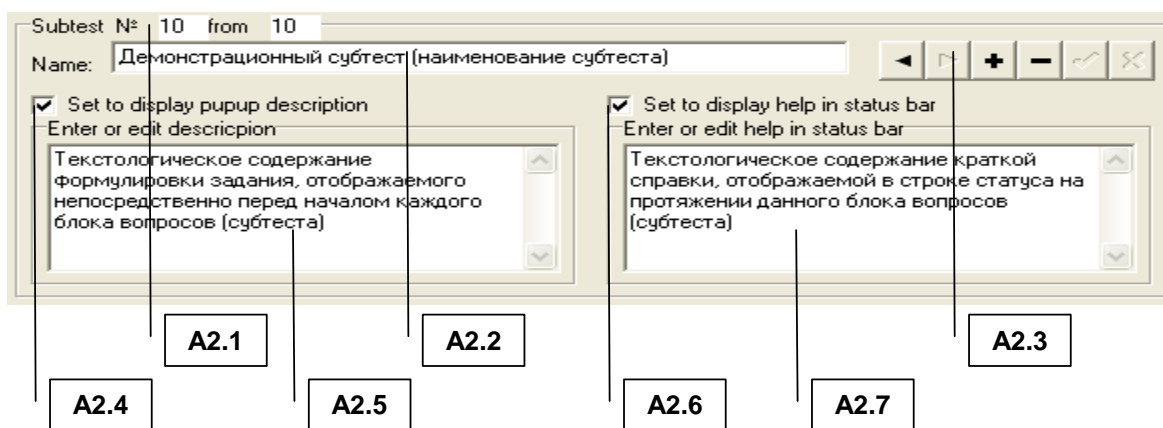 Subtest № 10 from 10
Name: Демонстрационный субтест (наименование субтеста)
Set to display pupup description
Set to display help in status bar
Enter or edit descricpion
Enter or edit help in status bar
Текстологическое содержание
формулировки задания, отображаемого
непосредственно перед началом каждого
блока вопросов (субтеста)
Текстологическое содержание краткой
справки, отображаемой в строке статуса на
протяжении данного блока вопросов
(субтеста)
A2.1
A2.2
A2.3
A2.4
A2.5
A2.6
A2.7